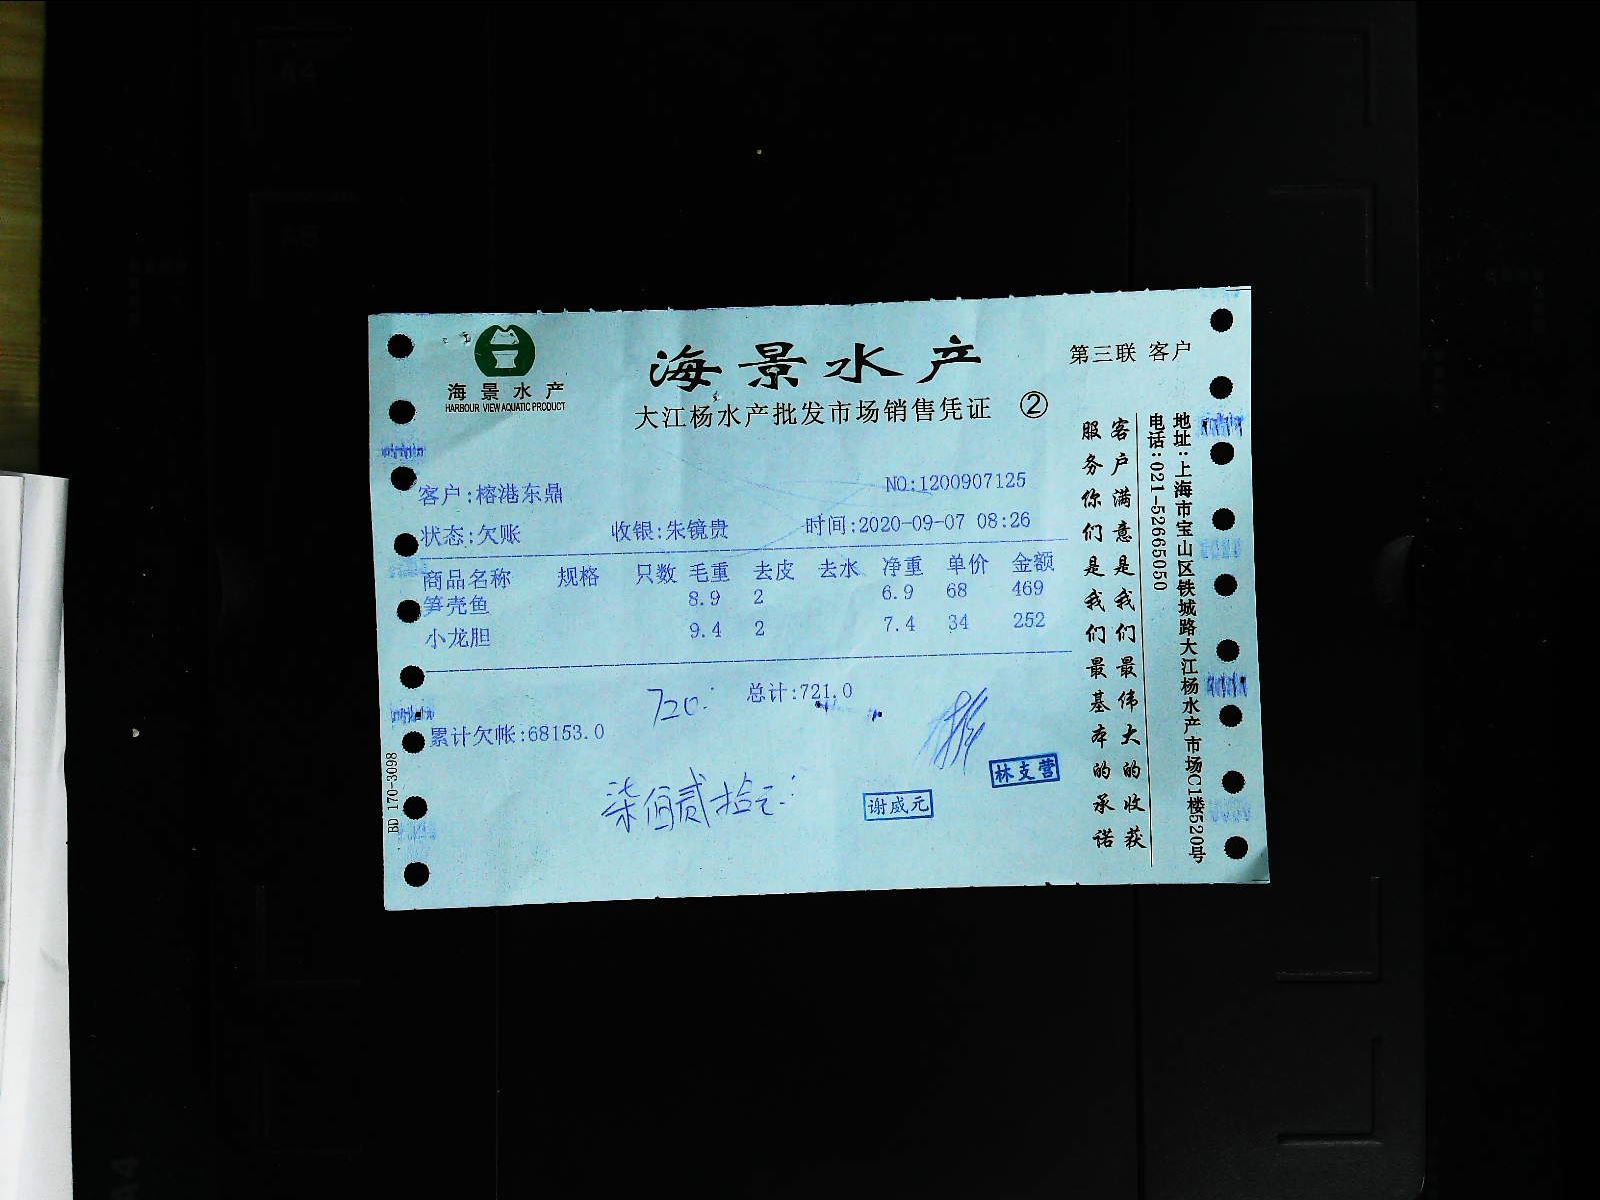 海景水产
HARBOUR VIEW AQUATIC PRODUCT
海景水产
大江杨水产批发市场销售凭证 ②
第三联 客户
客户:榕港东鼎 NO:1200907125
状态:欠账 收银:朱镜贵 时间:2020-09-07 08:26
商品名称 规格 只数 毛重 去皮 去水 净重 单价 金额
笋壳鱼 8.9 2 6.9 68 469
小龙胆 9.4 2 7.4 34 252
720. 总计:721.0
累计欠帐:68153.0
柒佰贰拾元
谢威元
林支营
BD 170-3098
客户满意是我们最伟大的收获
服务你们是我们最基本的承诺
地址:上海市宝山区铁城路大江杨水产市场C1楼520号
电话:021-52665050